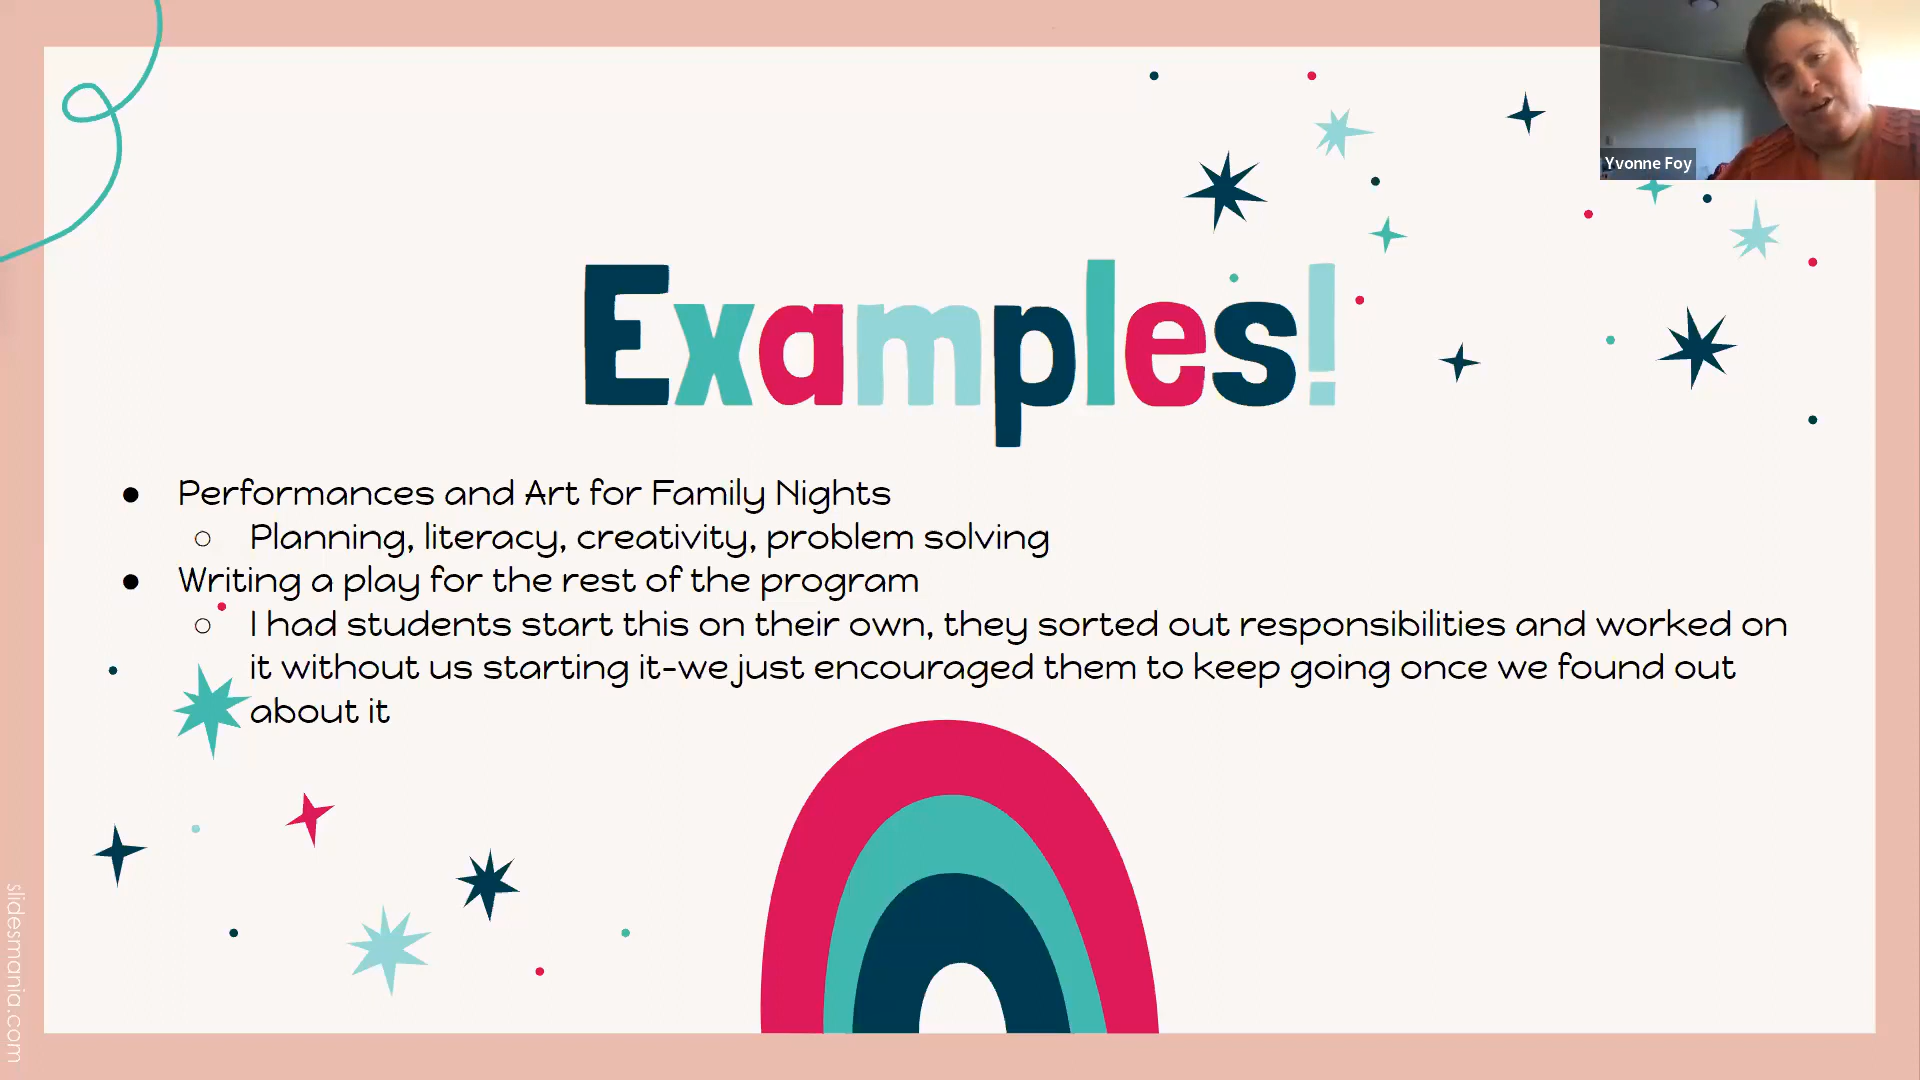 Yvonne Foy
Examples!
● Performances and Art for Family Nights
○ Planning, literacy, creativity, problem solving
● Writing a play for the rest of the program
○ I had students start this on their own, they sorted out responsibilities and worked on
it without us starting it-we just encouraged them to keep going once we found out
about it
slidesmania.com